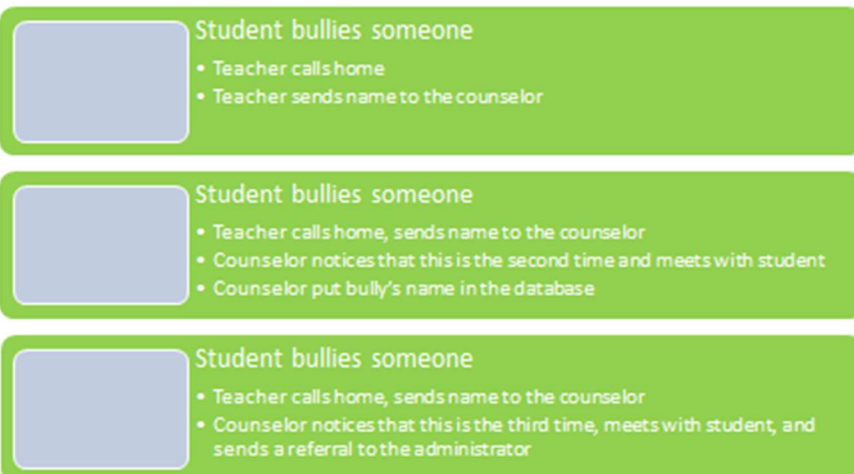 Student bullies someone
• Teacher calls home
• Teacher sends name to the counselor
Student bullies someone
• Teacher calls home, sends name to the counselor
• Counselor notices that this is the second time and meets with student
• Counselor put bully's name in the database
Student bullies someone
• Teacher calls home, sends name to the counselor
• Counselor notices that this is the third time, meets with student, and
sends a referral to the administrator